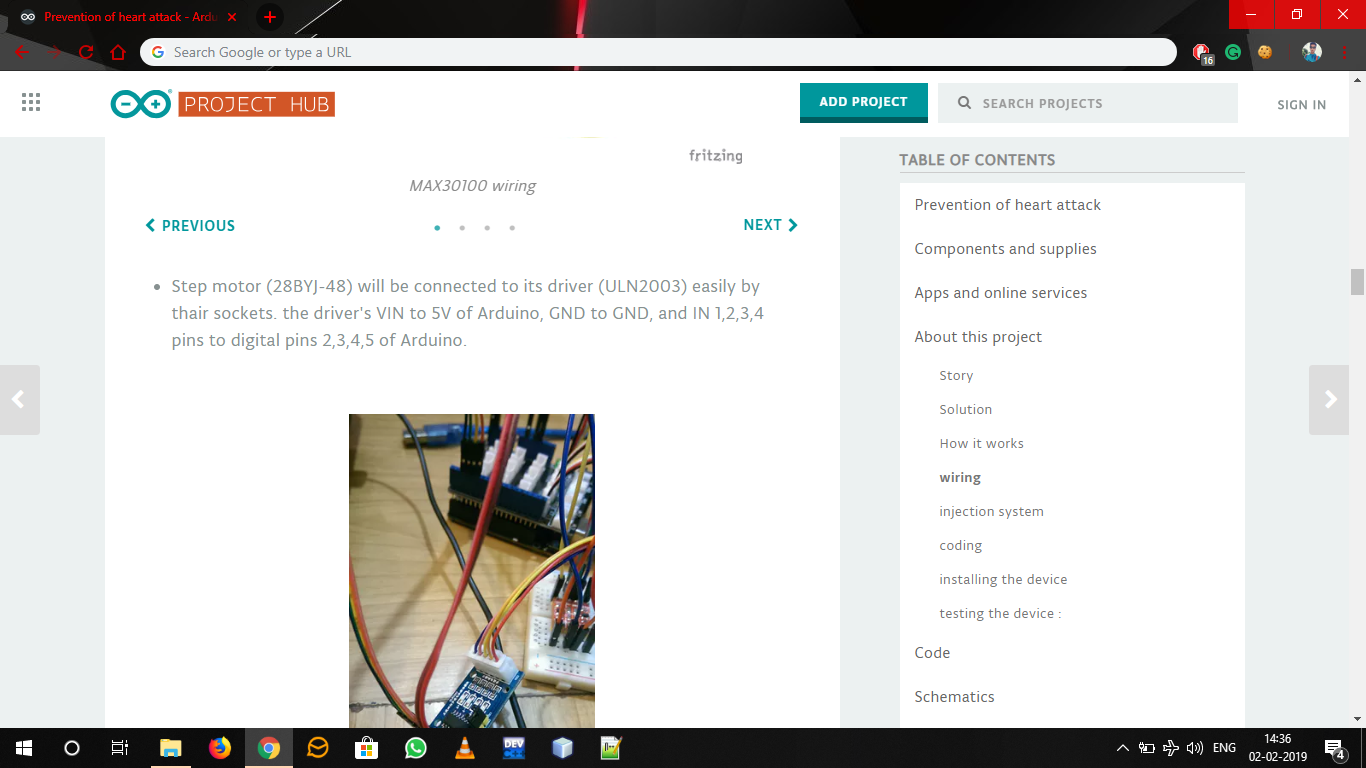 Prevention of heart attack - Ardu
Search Google or type a URL
16
PROJECT HUB
ADD PROJECT
SEARCH PROJECTS
SIGN IN
fritzing
MAX30100 wiring
PREVIOUS
NEXT
Step motor (28BYJ-48) will be connected to its driver (ULN2003) easily by
thair sockets. the driver's VIN to 5V of Arduino, GND to GND, and IN 1,2,3,4
pins to digital pins 2,3,4,5 of Arduino.
TABLE OF CONTENTS
Prevention of heart attack
Components and supplies
Apps and online services
About this project
Story
Solution
How it works
wiring
injection system
coding
installing the device
testing the device :
Code
Schematics
DEV
ENG
14:36
02-02-2019
4